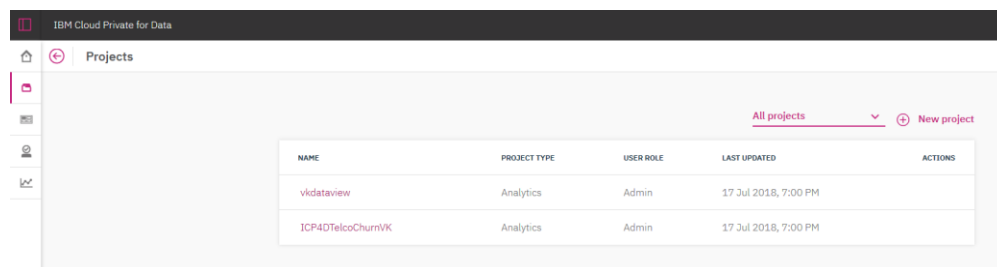 IBM Cloud Private for Data
Projects
All projects New project
NAME PROJECT TYPE USER ROLE LAST UPDATED ACTIONS
vkdataview Analytics Admin 17 Jul 2018, 7:00 PM
ICP4DTelcoChurnVK Analytics Admin 17 Jul 2018, 7:00 PM